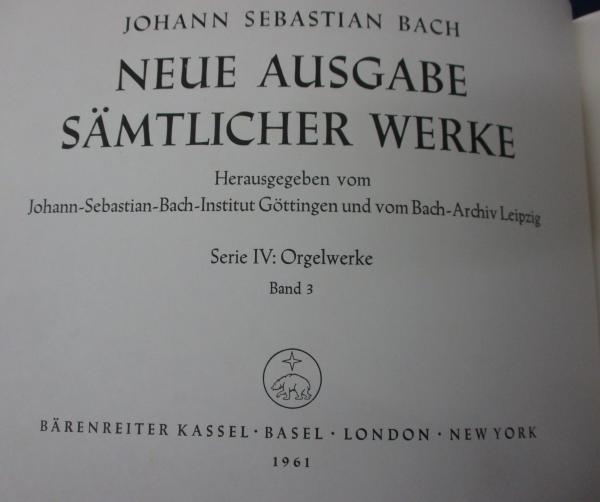 JOHANN SEBASTIAN BACH
NEUE AUSGABE
SÄMTLICHER WERKE
Herausgegeben vom
Johann-Sebastian-Bach-Institut Göttingen und vom Bach-Archiv Leipzig
Serie IV: Orgelwerke
Band 3
BÄRENREITER KASSEL · BASEL · LONDON · NEW YORK
1961